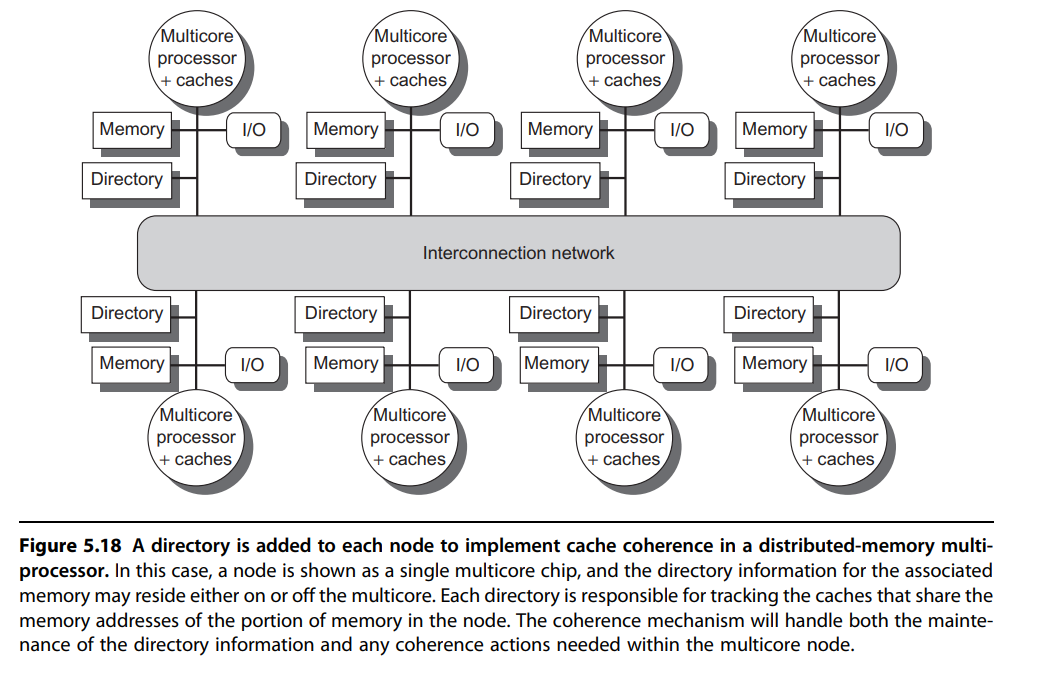 Multicore
processor
+ caches
Multicore
processor
+ caches
Multicore
processor
+ caches
Multicore
processor
+ caches
Memory
I/O
Memory
I/O
Memory
I/O
Memory
I/O
Directory
Directory
Directory
Directory
Interconnection network
Directory
Directory
Directory
Directory
Memory
I/O
Memory
I/O
Memory
I/O
Memory
I/O
Multicore
processor
+ caches
Multicore
processor
+ caches
Multicore
processor
+ caches
Multicore
processor
+ caches
Figure 5.18 A directory is added to each node to implement cache coherence in a distributed-memory multi-
processor. In this case, a node is shown as a single multicore chip, and the directory information for the associated
memory may reside either on or off the multicore. Each directory is responsible for tracking the caches that share the
memory addresses of the portion of memory in the node. The coherence mechanism will handle both the mainte-
nance of the directory information and any coherence actions needed within the multicore node.